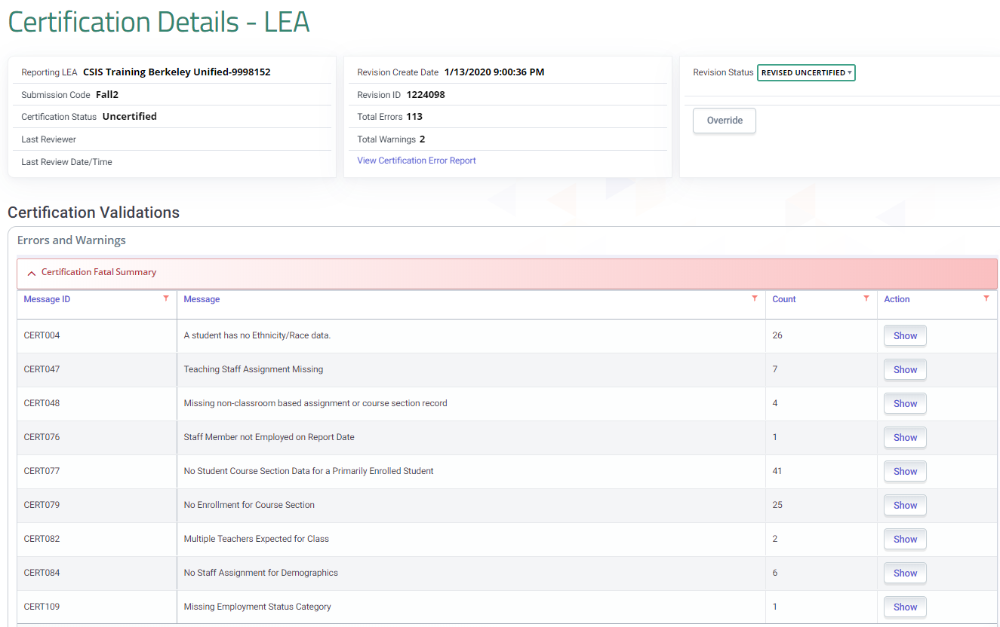 Certification Details - LEA
Reporting LEA CSIS Training Berkeley Unified-9998152
Submission Code Fall2
Certification Status Uncertified
Last Reviewer
Last Review Date/Time
Revision Create Date 1/13/2020 9:00:36 PM
Revision ID 1224098
Total Errors 113
Total Warnings 2
View Certification Error Report
Revision Status REVISED UNCERTIFIED
Override
Certification Validations
Errors and Warnings
Certification Fatal Summary
Message ID Message Count Action
CERT004 A student has no Ethnicity/Race data. 26 Show
CERT047 Teaching Staff Assignment Missing 7 Show
CERT048 Missing non-classroom based assignment or course section record 4 Show
CERT076 Staff Member not Employed on Report Date 1 Show
CERT077 No Student Course Section Data for a Primarily Enrolled Student 41 Show
CERT079 No Enrollment for Course Section 25 Show
CERT082 Multiple Teachers Expected for Class 2 Show
CERT084 No Staff Assignment for Demographics 6 Show
CERT109 Missing Employment Status Category 1 Show